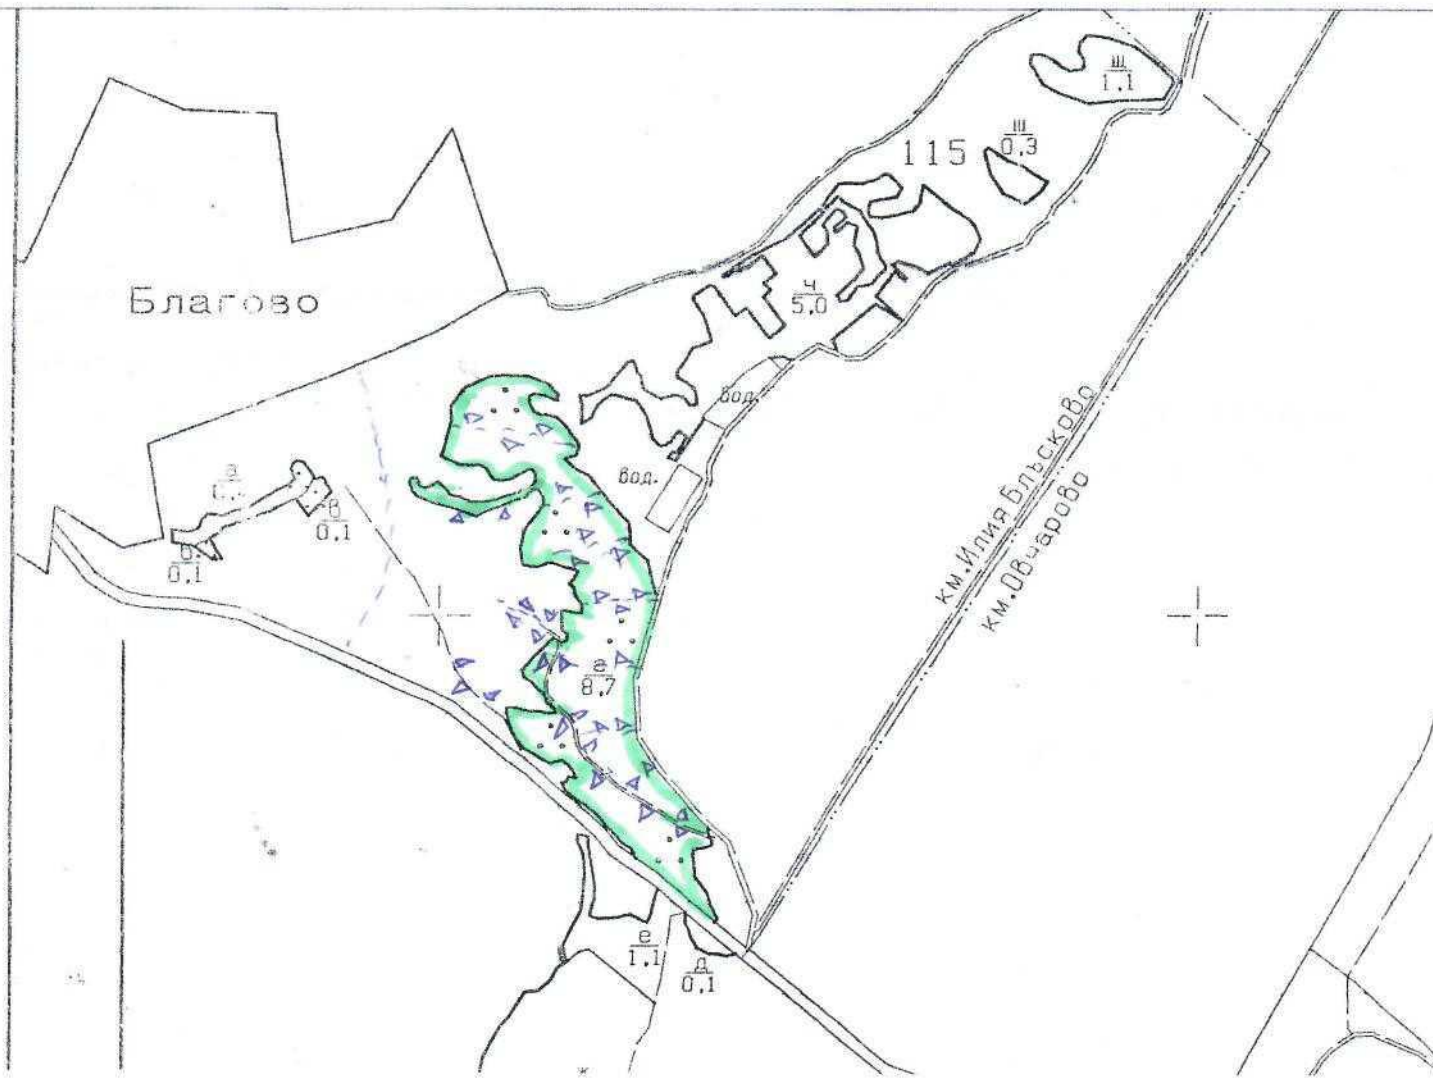 Щ
1,1
Ш
0,3
115
Благово
ч
5,0
вод.
вод.
а
в
0,1
0,1
км.Илия Блъсково
км.Овчарово
8,7
е
1,1
д
0,1
ж